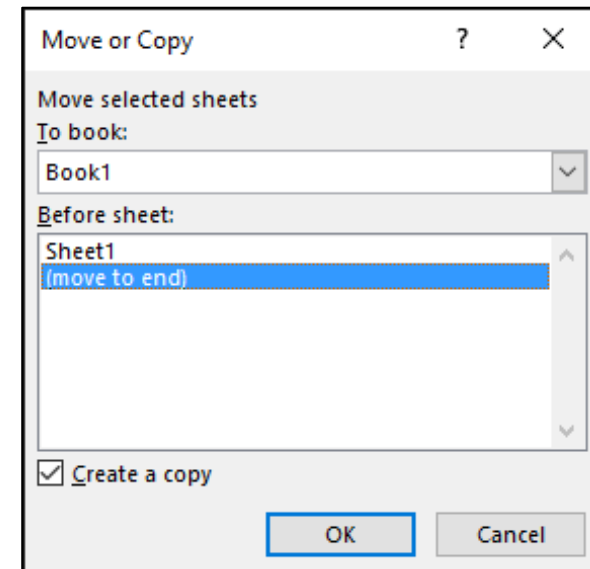 Move or Copy ?
Move selected sheets
To book:
Book1
Before sheet:
Sheet1
(move to end)
Create a copy
OK Cancel